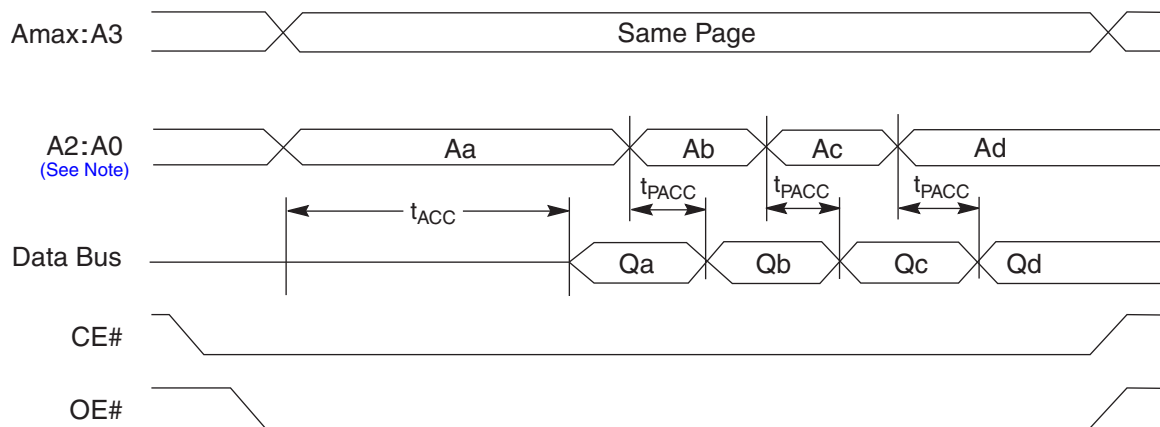 Amax:A3
Same Page
A2:A0
(See Note)
Aa
Ab
Ac
Ad
tACC
tPACC
tPACC
tPACC
Data Bus
Qa
Qb
Qc
Qd
CE#
OE#